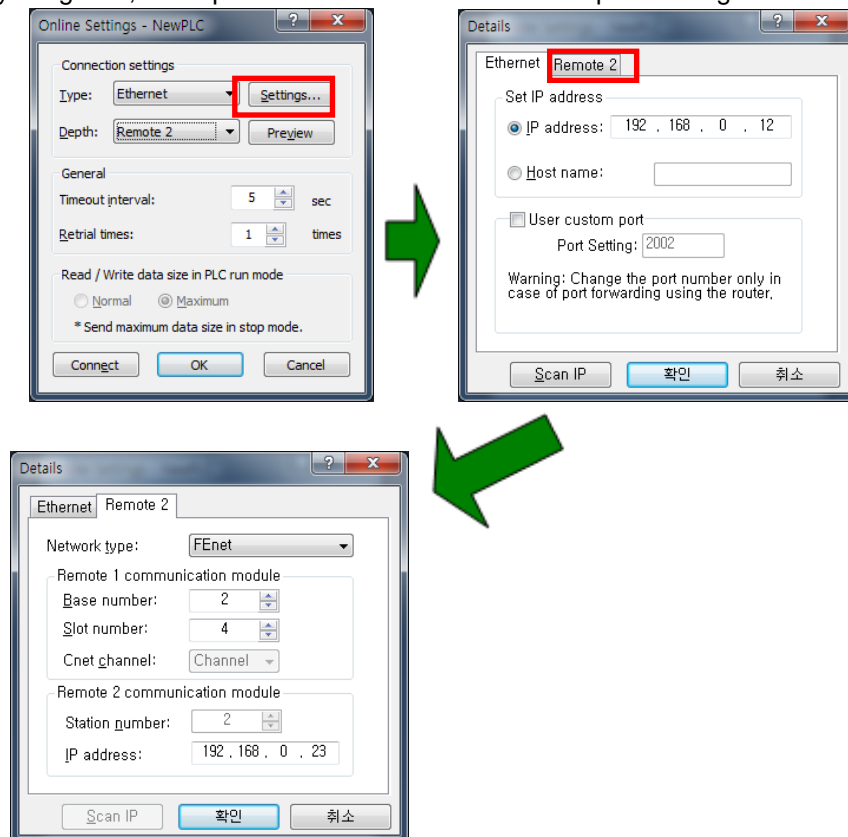 Online Settings - NewPLC
Connection settings
Type: Ethernet Settings...
Depth: Remote 2 Preview
General
Timeout interval: 5 sec
Retrial times: 1 times
Read / Write data size in PLC run mode
Normal Maximum
* Send maximum data size in stop mode.
Connect OK Cancel
Details
Ethernet Remote 2
Set IP address
IP address: 192 . 168 . 0 . 12
Host name:
User custom port
Port Setting: 2002
Warning: Change the port number only in
case of port forwarding using the router.
Scan IP 확인 취소
Details
Ethernet Remote 2
Network type: FEnet
Remote 1 communication module
Base number: 2
Slot number: 4
Cnet channel: Channel
Remote 2 communication module
Station number: 2
IP address: 192 . 168 . 0 . 23
Scan IP 확인 취소